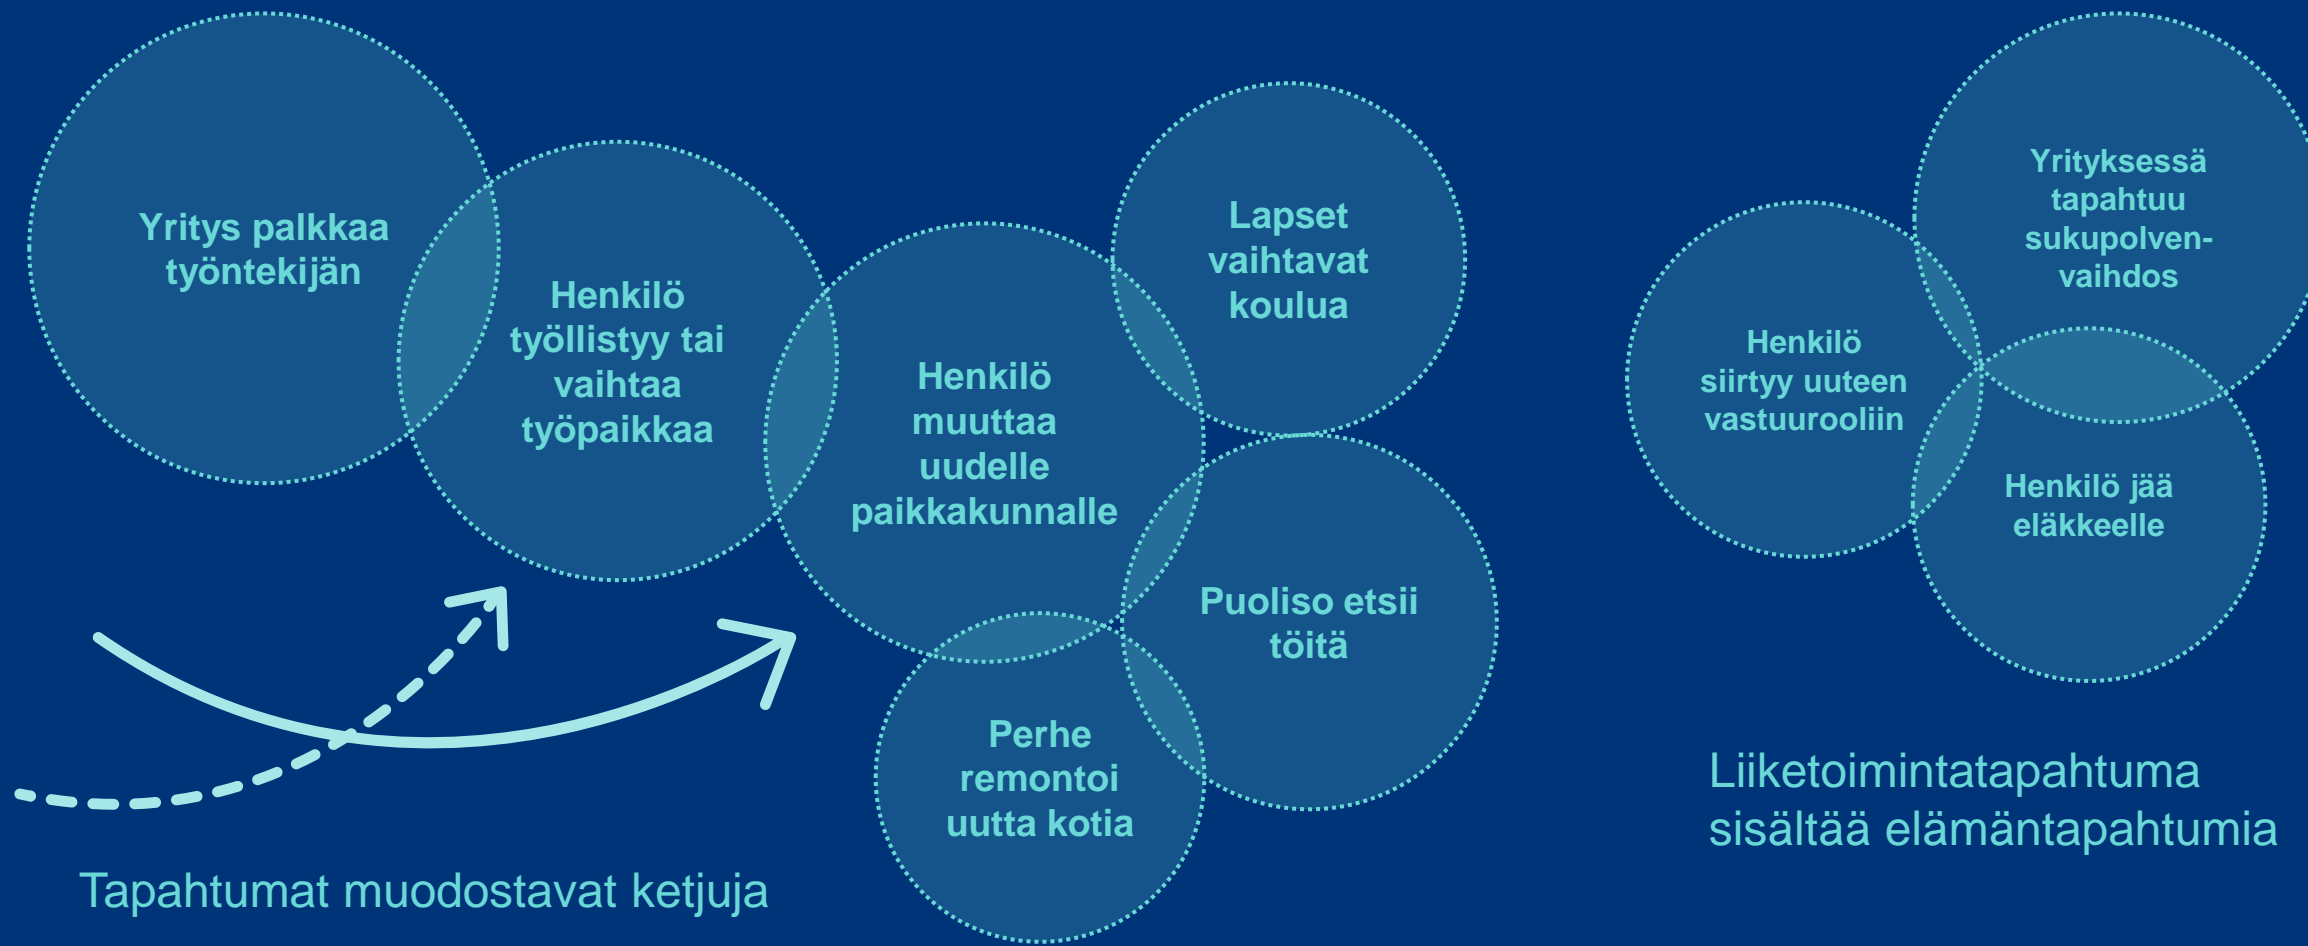 Yritys palkkaa
työntekijän
Henkilö
työllistyy tai
vaihtaa
työpaikkaa
Henkilö
muuttaa
uudelle
paikkakunnalle
Lapset
vaihtavat
koulua
Puoliso etsii
töitä
Perhe
remontoi
uutta kotia
Tapahtumat muodostavat ketjuja
Yrityksessä
tapahtuu
sukupolven-
vaihdos
Henkilö
siirtyy uuteen
vastuurooliin
Henkilö jää
eläkkeelle
Liiketoimintatapahtuma
sisältää elämäntapahtumia